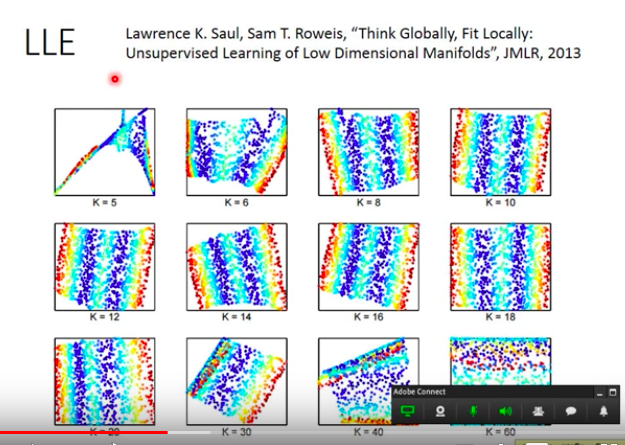 LLE
Lawrence K. Saul, Sam T. Roweis, “Think Globally, Fit Locally:
Unsupervised Learning of Low Dimensional Manifolds”, JMLR, 2013
K = 5
K = 6
K = 8
K = 10
K = 12
K = 14
K = 16
K = 18
Adobe Connect
K = 20
K = 30
K = 40
K = 60